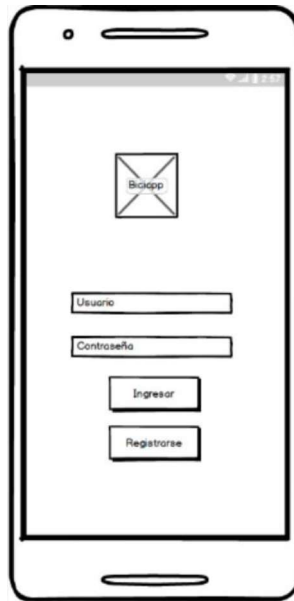 Biciapp
Usuario
Contraseña
Ingresar
Registrarse